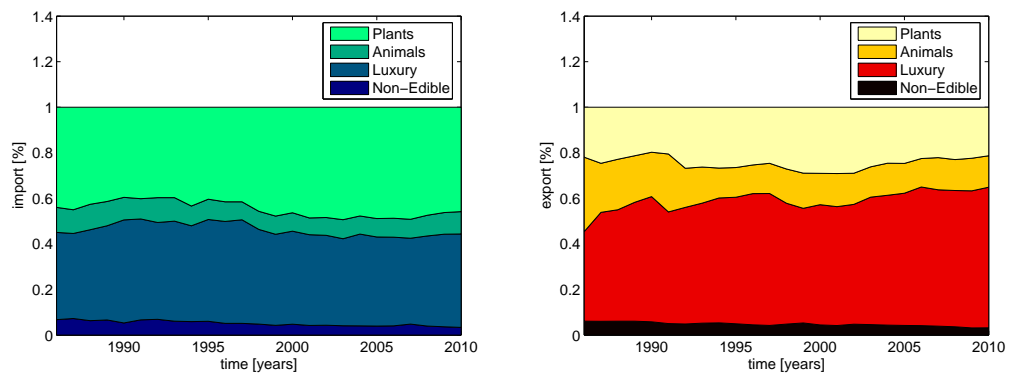 1.4
1.2
1
0.8
0.6
0.4
0.2
0
import [%]
Plants
Animals
Luxury
Non-Edible
1990
1995
2000
2005
2010
time [years]
1.4
1.2
1
0.8
0.6
0.4
0.2
0
export [%]
Plants
Animals
Luxury
Non-Edible
1990
1995
2000
2005
2010
time [years]